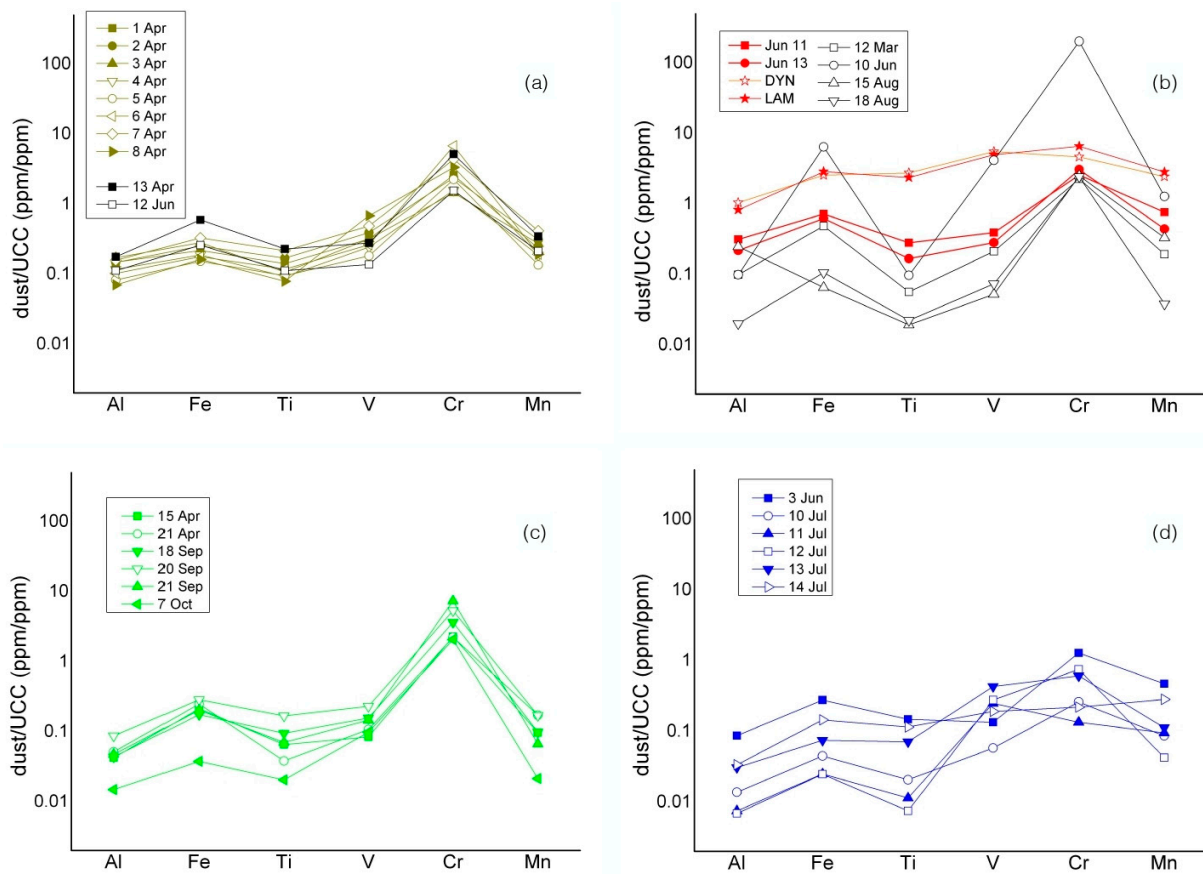 dust/UCC (ppm/ppm)
100
10
1
0.1
0.01
1 Apr
2 Apr
3 Apr
4 Apr
5 Apr
6 Apr
7 Apr
8 Apr
13 Apr
12 Jun
(a)
Al Fe Ti V Cr Mn
dust/UCC (ppm/ppm)
100
10
1
0.1
0.01
Jun 11 12 Mar
Jun 13 10 Jun
DYN 15 Aug
LAM 18 Aug
(b)
Al Fe Ti V Cr Mn
dust/UCC (ppm/ppm)
100
10
1
0.1
0.01
15 Apr
21 Apr
18 Sep
20 Sep
21 Sep
7 Oct
(c)
Al Fe Ti V Cr Mn
dust/UCC (ppm/ppm)
100
10
1
0.1
0.01
3 Jun
10 Jul
11 Jul
12 Jul
13 Jul
14 Jul
(d)
Al Fe Ti V Cr Mn